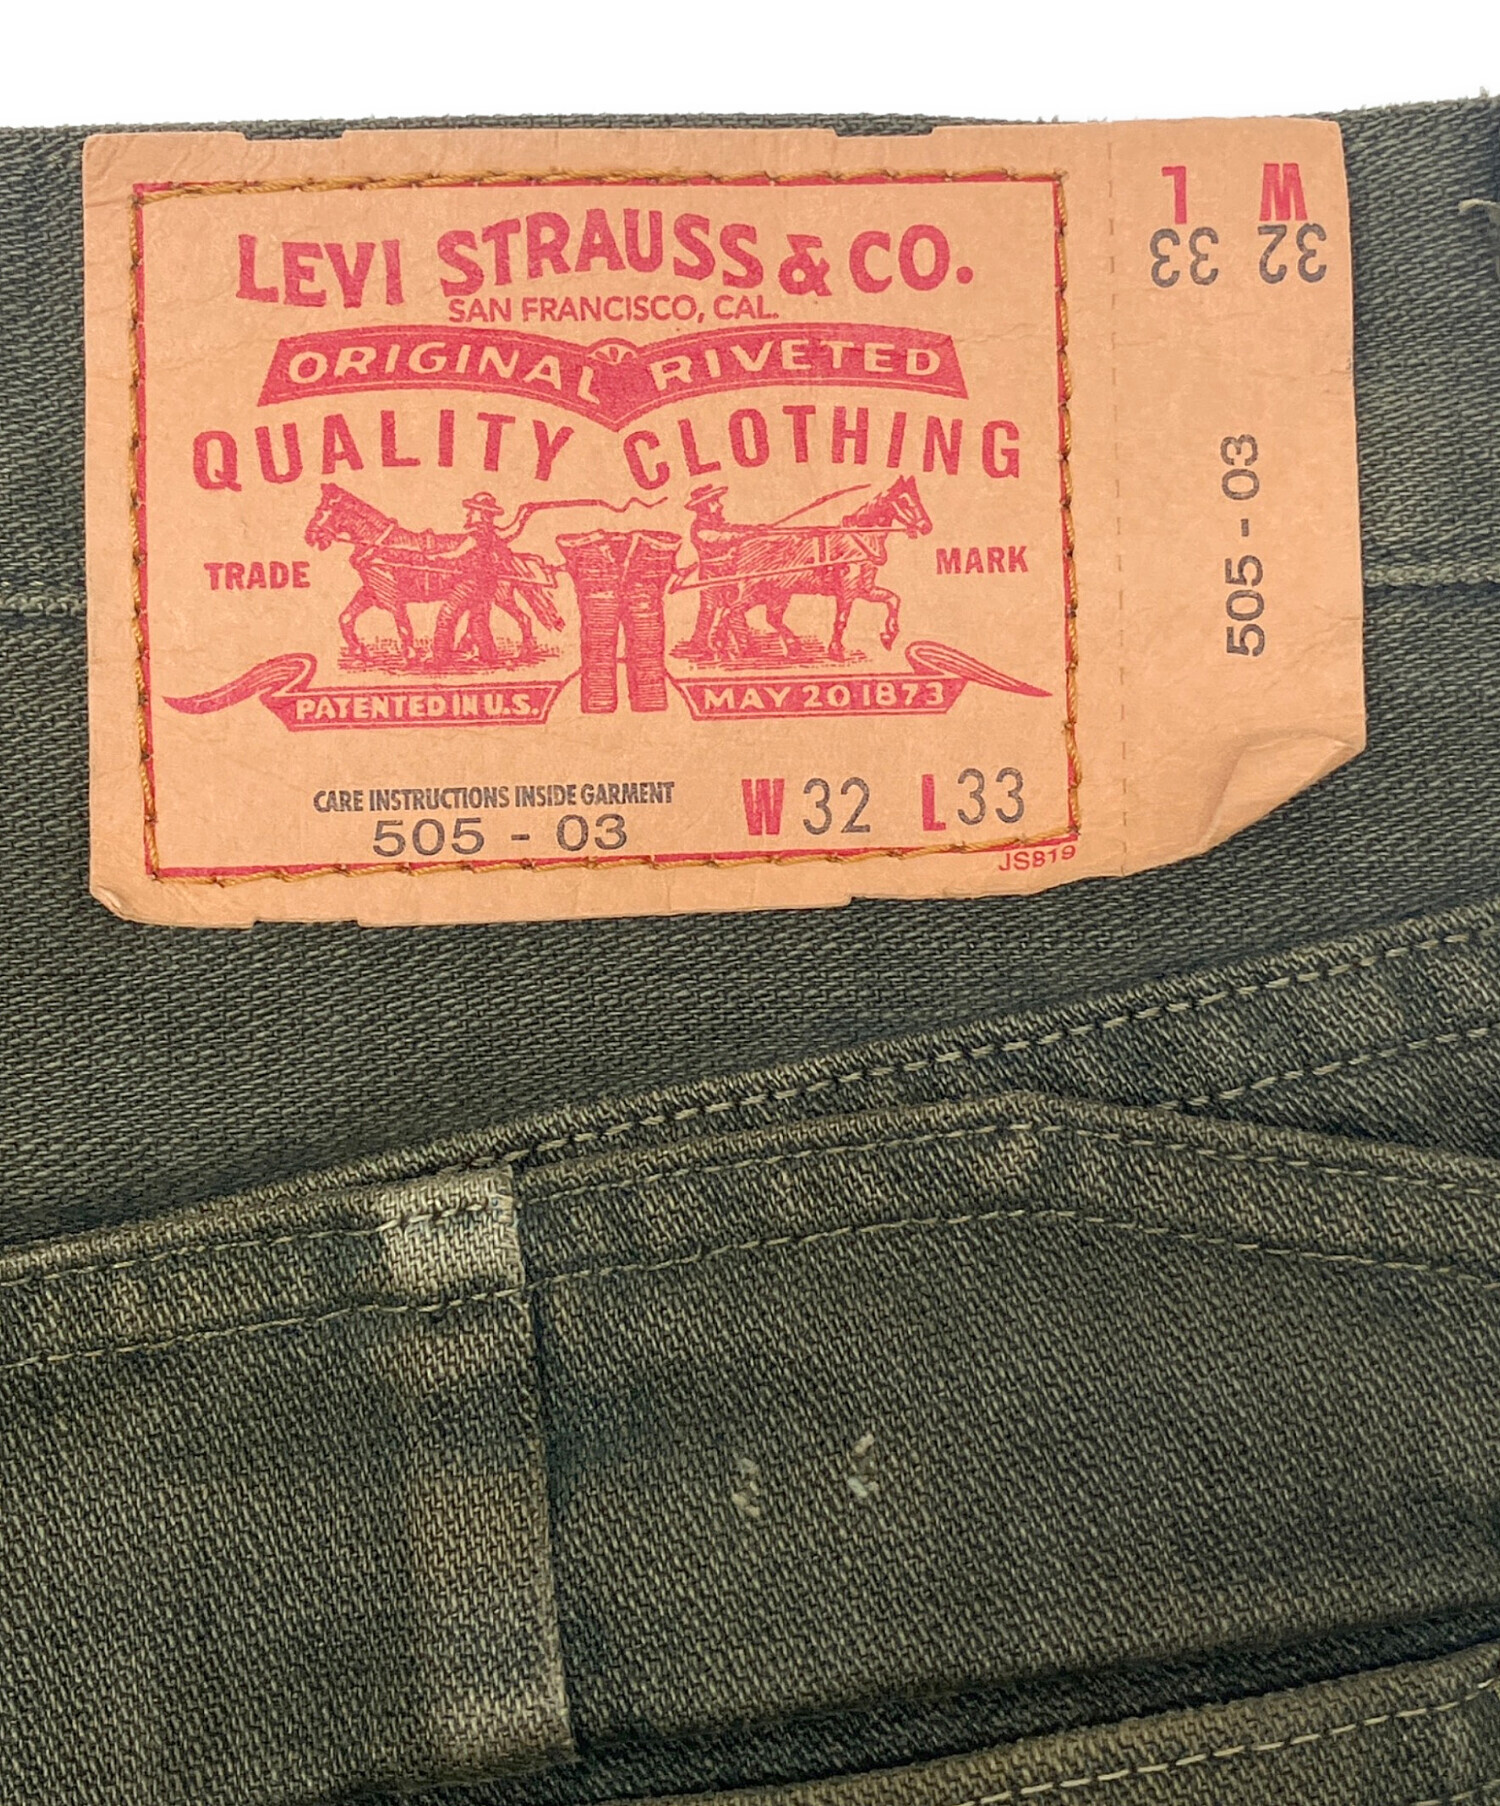 LEVI STRAUSS & CO.
SAN FRANCISCO, CAL.
ORIGINAL RIVETED
QUALITY CLOTHING
TRADE MARK
PATENTED IN U.S. MAY 20 1873
CARE INSTRUCTIONS INSIDE GARMENT
505 - 03
W 32 L 33
JSB19
W L
32 33
505 - 03